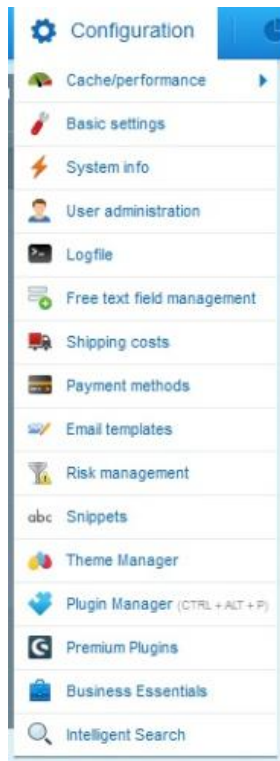 Configuration
Cache/performance
Basic settings
System info
User administration
Logfile
Free text field management
Shipping costs
Payment methods
Email templates
Risk management
abc Snippets
Theme Manager
Plugin Manager (CTRL + ALT + P)
Premium Plugins
Business Essentials
Intelligent Search